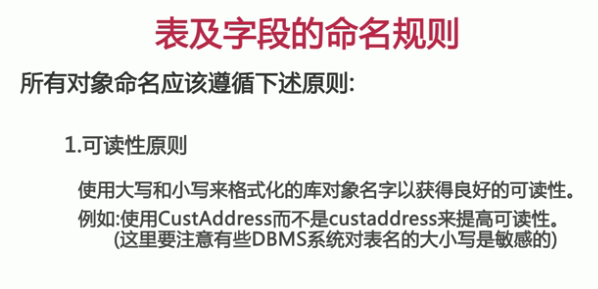 表及字段的命名规则
所有对象命名应该遵循下述原则:
1.可读性原则
使用大写和小写来格式化的库对象名字以获得良好的可读性。
例如:使用CustAddress而不是custaddress来提高可读性。
(这里要注意有些DBMS系统对表名的大小写是敏感的)